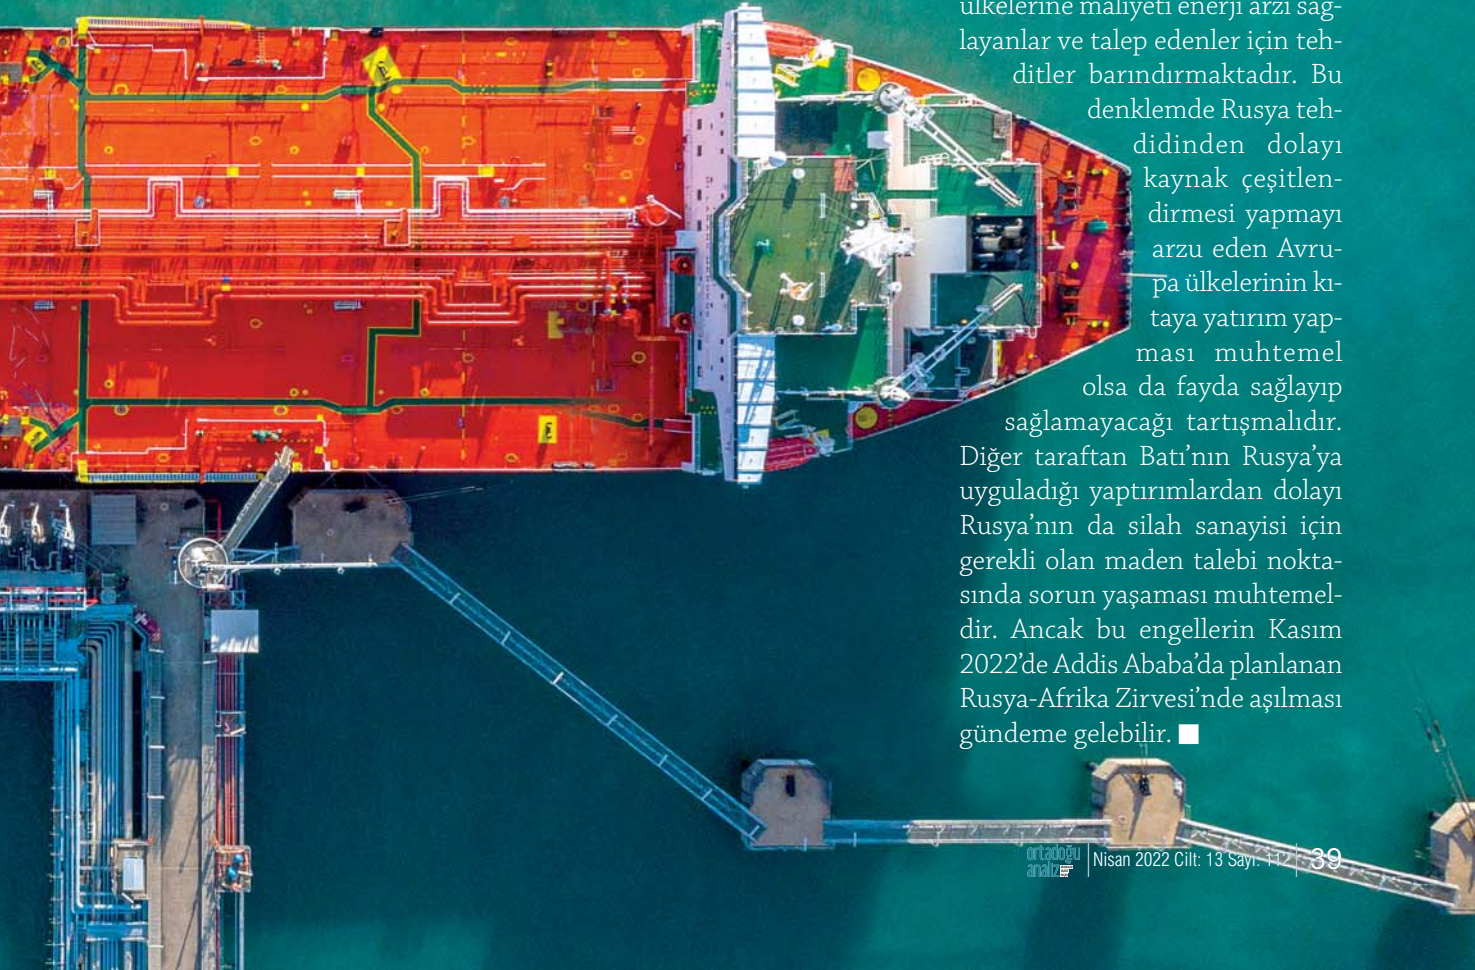 ülkelerine maliyeti enerji arzı sağ-
layanlar ve talep edenler için teh-
ditler barındırmaktadır. Bu
denklemde Rusya teh-
didinden dolayı
kaynak çeşitlen-
dirmesi yapmayı
arzu eden Avru-
pa ülkelerinin kı-
taya yatırım yap-
ması muhtemel
olsa da fayda sağlayıp
sağlamayacağı tartışmalıdır.
Diğer taraftan Batı’nın Rusya’ya
uyguladığı yaptırımlardan dolayı
Rusya’nın da silah sanayisi için
gerekli olan maden talebi nokta-
sında sorun yaşaması muhtemel-
dir. Ancak bu engellerin Kasım
2022’de Addis Ababa’da planlanan
Rusya-Afrika Zirvesi’nde aşılması
gündeme gelebilir.
ortadoğu
analiz
Nisan 2022 Cilt: 13 Sayı: 112
39